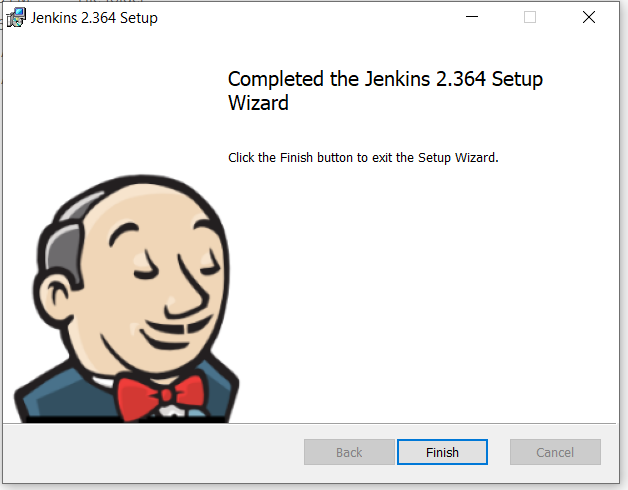 Jenkins 2.364 Setup
Completed the Jenkins 2.364 Setup
Wizard
Click the Finish button to exit the Setup Wizard.
Back
Finish
Cancel